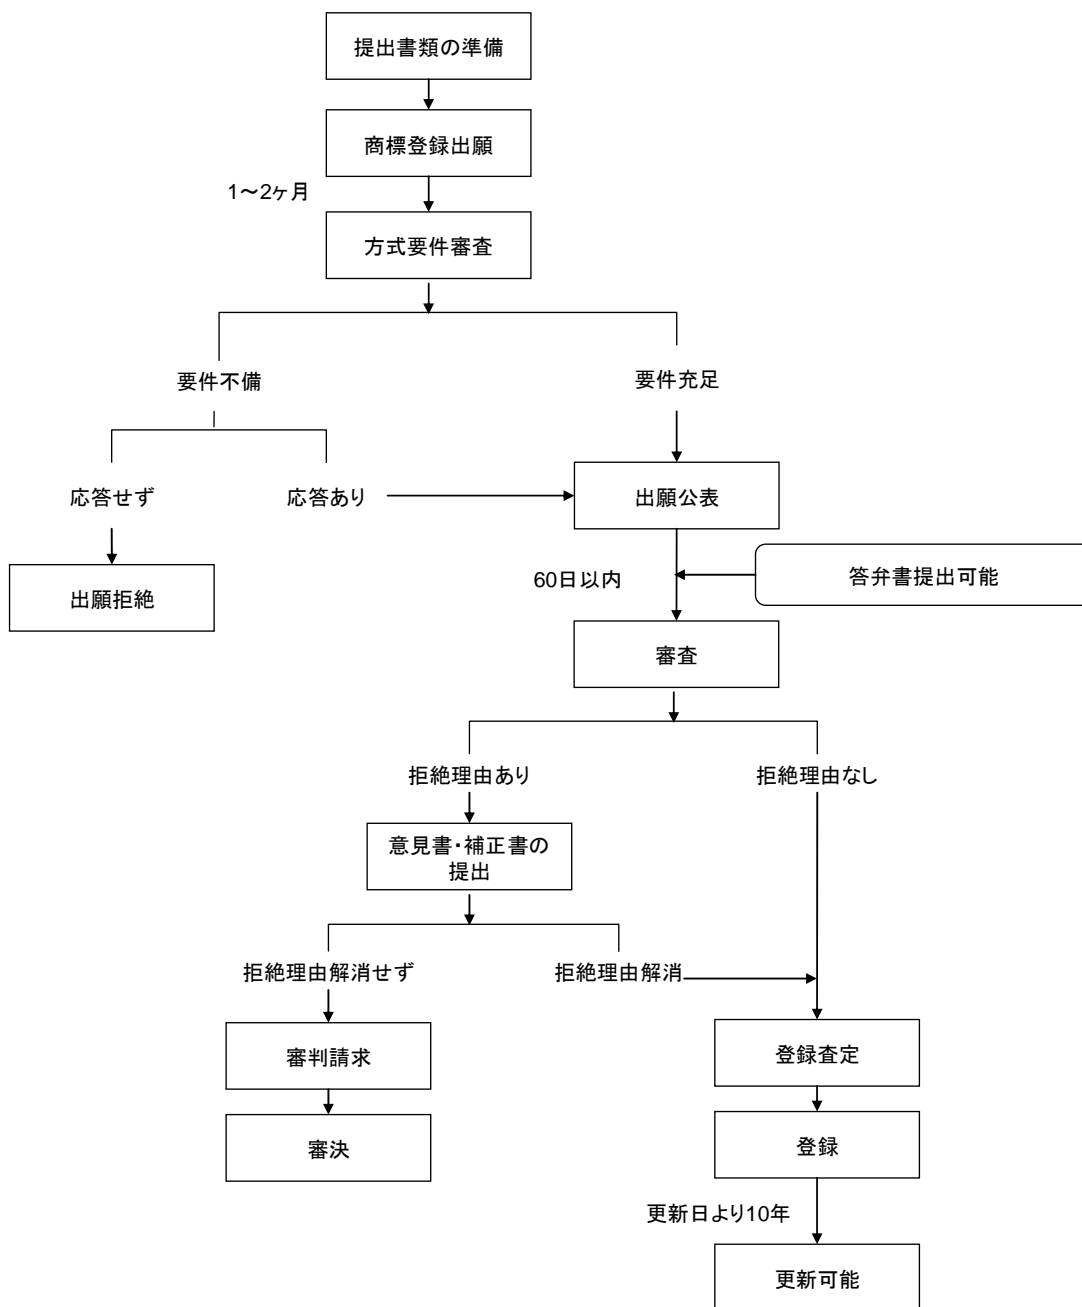 提出書類の準備
商標登録出願
1～2ヶ月
方式要件審査
要件不備
要件充足
応答せず
応答あり
出願公表
60日以内
答弁書提出可能
出願拒絶
審査
拒絶理由あり
拒絶理由なし
意見書・補正書の
提出
拒絶理由解消せず
拒絶理由解消
審判請求
登録査定
審決
登録
更新日より10年
更新可能